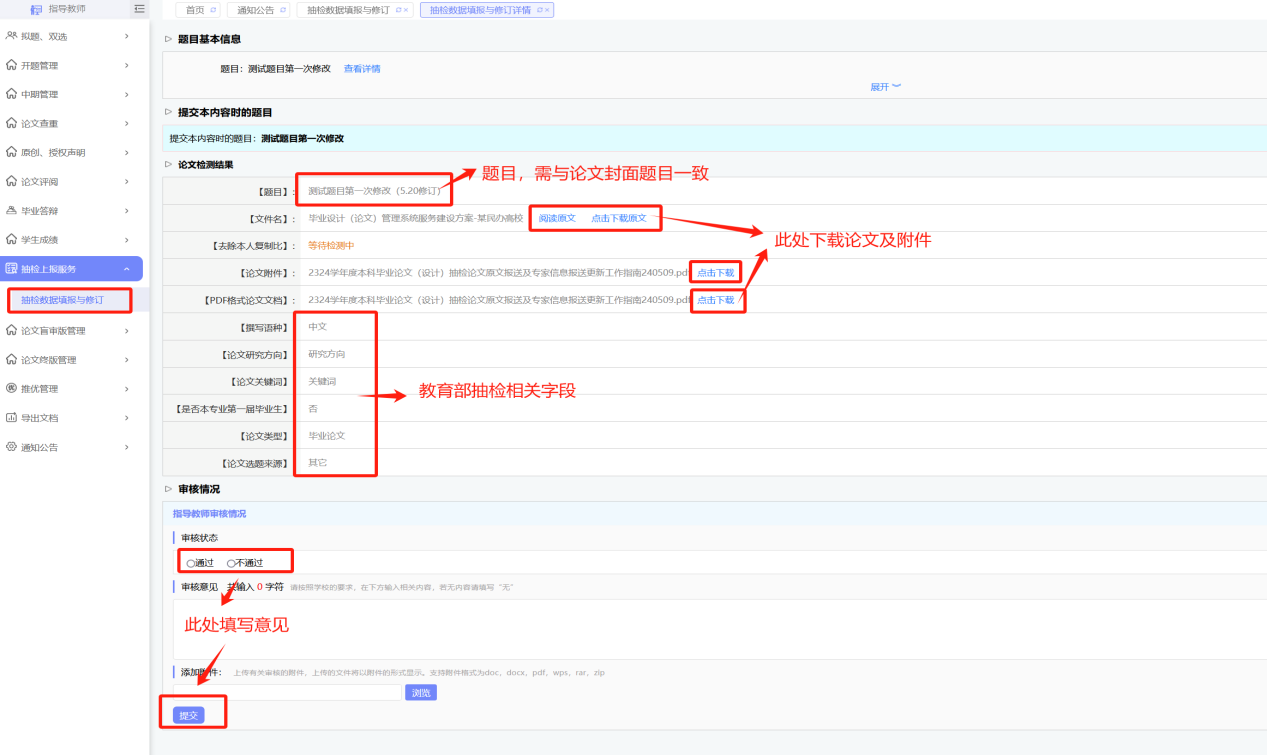 指导教师
首页 通知公告 抽检数据填报与修订 抽检数据填报与修订详情
拟题、双选
开题管理
中期管理
论文查重
原创、授权声明
论文评阅
毕业答辩
学生成绩
抽检上报服务
抽检数据填报与修订
论文盲审版管理
论文终版管理
推优管理
导出文档
通知公告
题目基本信息
题目：测试题目第一次修改 查看详情
展开
提交本内容时的题目
提交本内容时的题目：测试题目第一次修改
论文检测结果
题目，需与论文封面题目一致
【题目】： 测试题目第一次修改（5.20修订）
【文件名】： 毕业设计（论文）管理系统服务建设方案-某民办高校 阅读原文 点击下载原文
此处下载论文及附件
【去除本人复制比】： 等待检测中
【论文附件】： 2324学年度本科毕业论文（设计）抽检论文原文报送及专家信息报送更新工作指南240509.pdf 点击下载
【PDF格式论文文档】： 2324学年度本科毕业论文（设计）抽检论文原文报送及专家信息报送更新工作指南240509.pdf 点击下载
【撰写语种】 中文
【论文研究方向】 研究方向
【论文关键词】 关键词
教育部抽检相关字段
【是否本专业第一届毕业生】 否
【论文类型】 毕业论文
【论文选题来源】 其它
审核情况
指导教师审核情况
审核状态
通过 不通过
审核意见 共输入 0 字符 请按照学校的要求，在下方输入相关内容，若无内容请填写“无”
此处填写意见
添加附件： 上传有关审核的附件，上传的文件将以附件的形式显示。支持附件格式为doc，docx，pdf，wps，rar，zip
浏览
提交